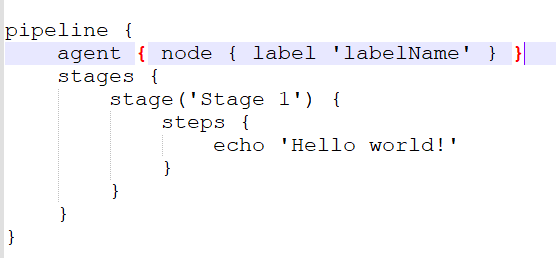 pipeline {
    agent { node { label 'labelName' } }
    stages {
        stage('Stage 1') {
            steps {
                echo 'Hello world!'
            }
        }
    }
}